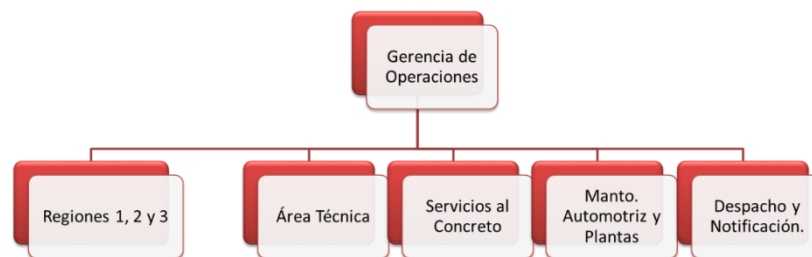 Gerencia de
Operaciones
Regiones 1, 2 y 3
Área Técnica
Servicios al
Concreto
Manto.
Automotriz y
Plantas
Despacho y
Notificación.